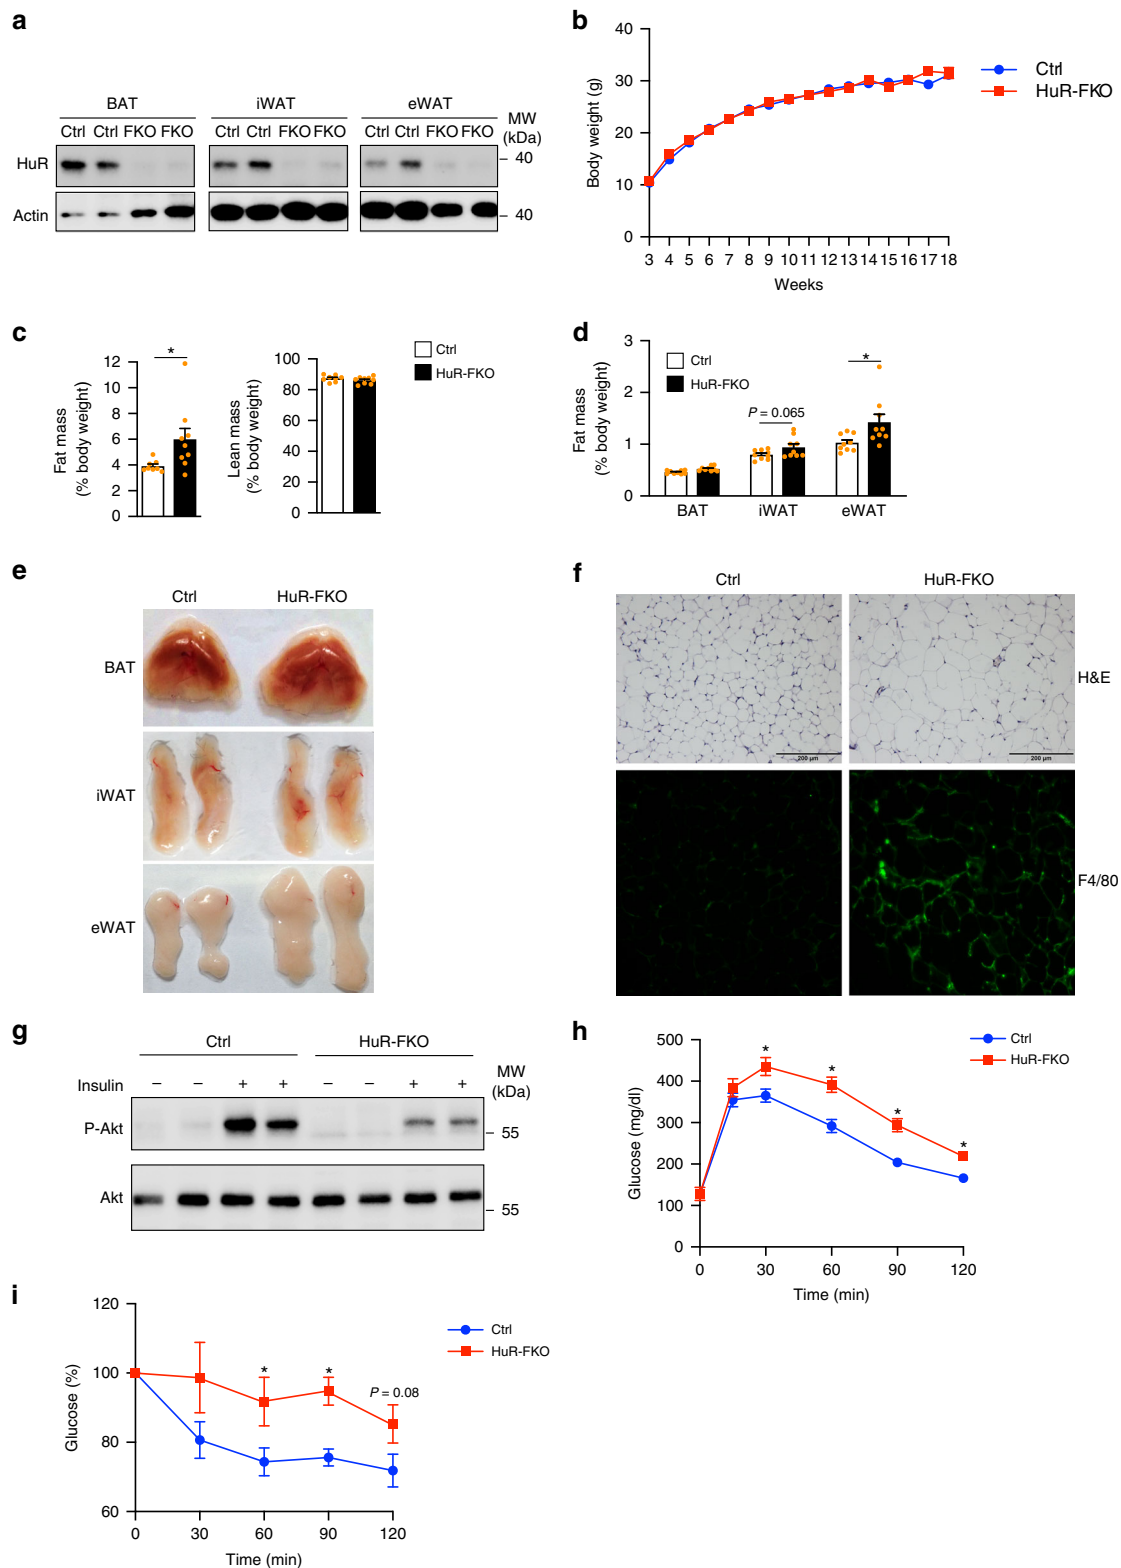 a
BAT iWAT eWAT
Ctrl Ctrl FKO FKO Ctrl Ctrl FKO FKO Ctrl Ctrl FKO FKO
MW
(kDa)
HuR
40
Actin
40
b
40
30
20
10
0
Body weight (g)
3 4 5 6 7 8 9 10 11 12 13 14 15 16 17 18
Weeks
Ctrl
HuR-FKO
c
12
10
8
6
4
2
0
Fat mass
(% body weight)
*
100
80
60
40
20
0
Lean mass
(% body weight)
Ctrl
HuR-FKO
d
3
2
1
0
Fat mass
(% body weight)
Ctrl
HuR-FKO
P = 0.065
*
BAT iWAT eWAT
e
Ctrl HuR-FKO
BAT
iWAT
eWAT
f
Ctrl HuR-FKO
H&E
200 µm 200 µm
F4/80
g
Ctrl HuR-FKO
Insulin – – + + – – + +
MW
(kDa)
P-Akt
55
Akt
55
h
500
400
300
200
100
0
Glucose (mg/dl)
* * * *
0 30 60 90 120
Time (min)
Ctrl
HuR-FKO
i
120
100
80
60
Glucose (%)
* *
P = 0.08
0 30 60 90 120
Time (min)
Ctrl
HuR-FKO